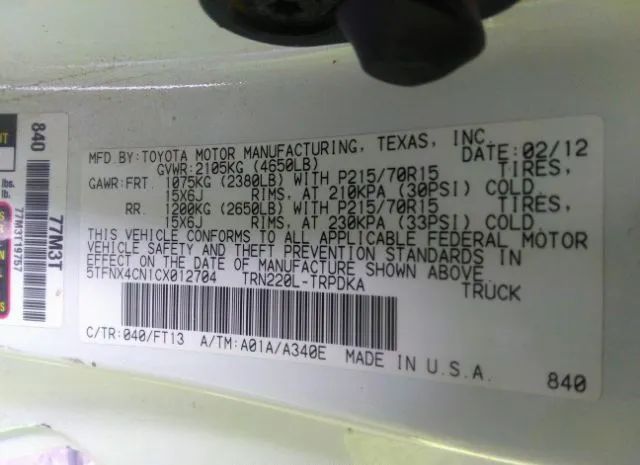 MFD.BY:TOYOTA MOTOR MANUFACTURING, TEXAS, INC. DATE:02/12
GVWR:2105KG (4650LB)
GAWR:FRT. 1075KG (2380LB) WITH P215/70R15 TIRES,
15X6J RIMS, AT 210KPA (30PSI) COLD
RR. 1200KG (2650LB) WITH P215/70R15 TIRES,
15X6J RIMS, AT 230KPA (33PSI) COLD
THIS VEHICLE CONFORMS TO ALL APPLICABLE FEDERAL MOTOR
VEHICLE SAFETY AND THEFT PREVENTION STANDARDS IN
EFFECT ON THE DATE OF MANUFACTURE SHOWN ABOVE.
5TFNX4CN1CX012704 TRN220L-TRPDKA TRUCK
C/TR:040/FT13 A/TM:A01A/A340E MADE IN U.S.A.
840
840
77M3T
lbs.
lb.